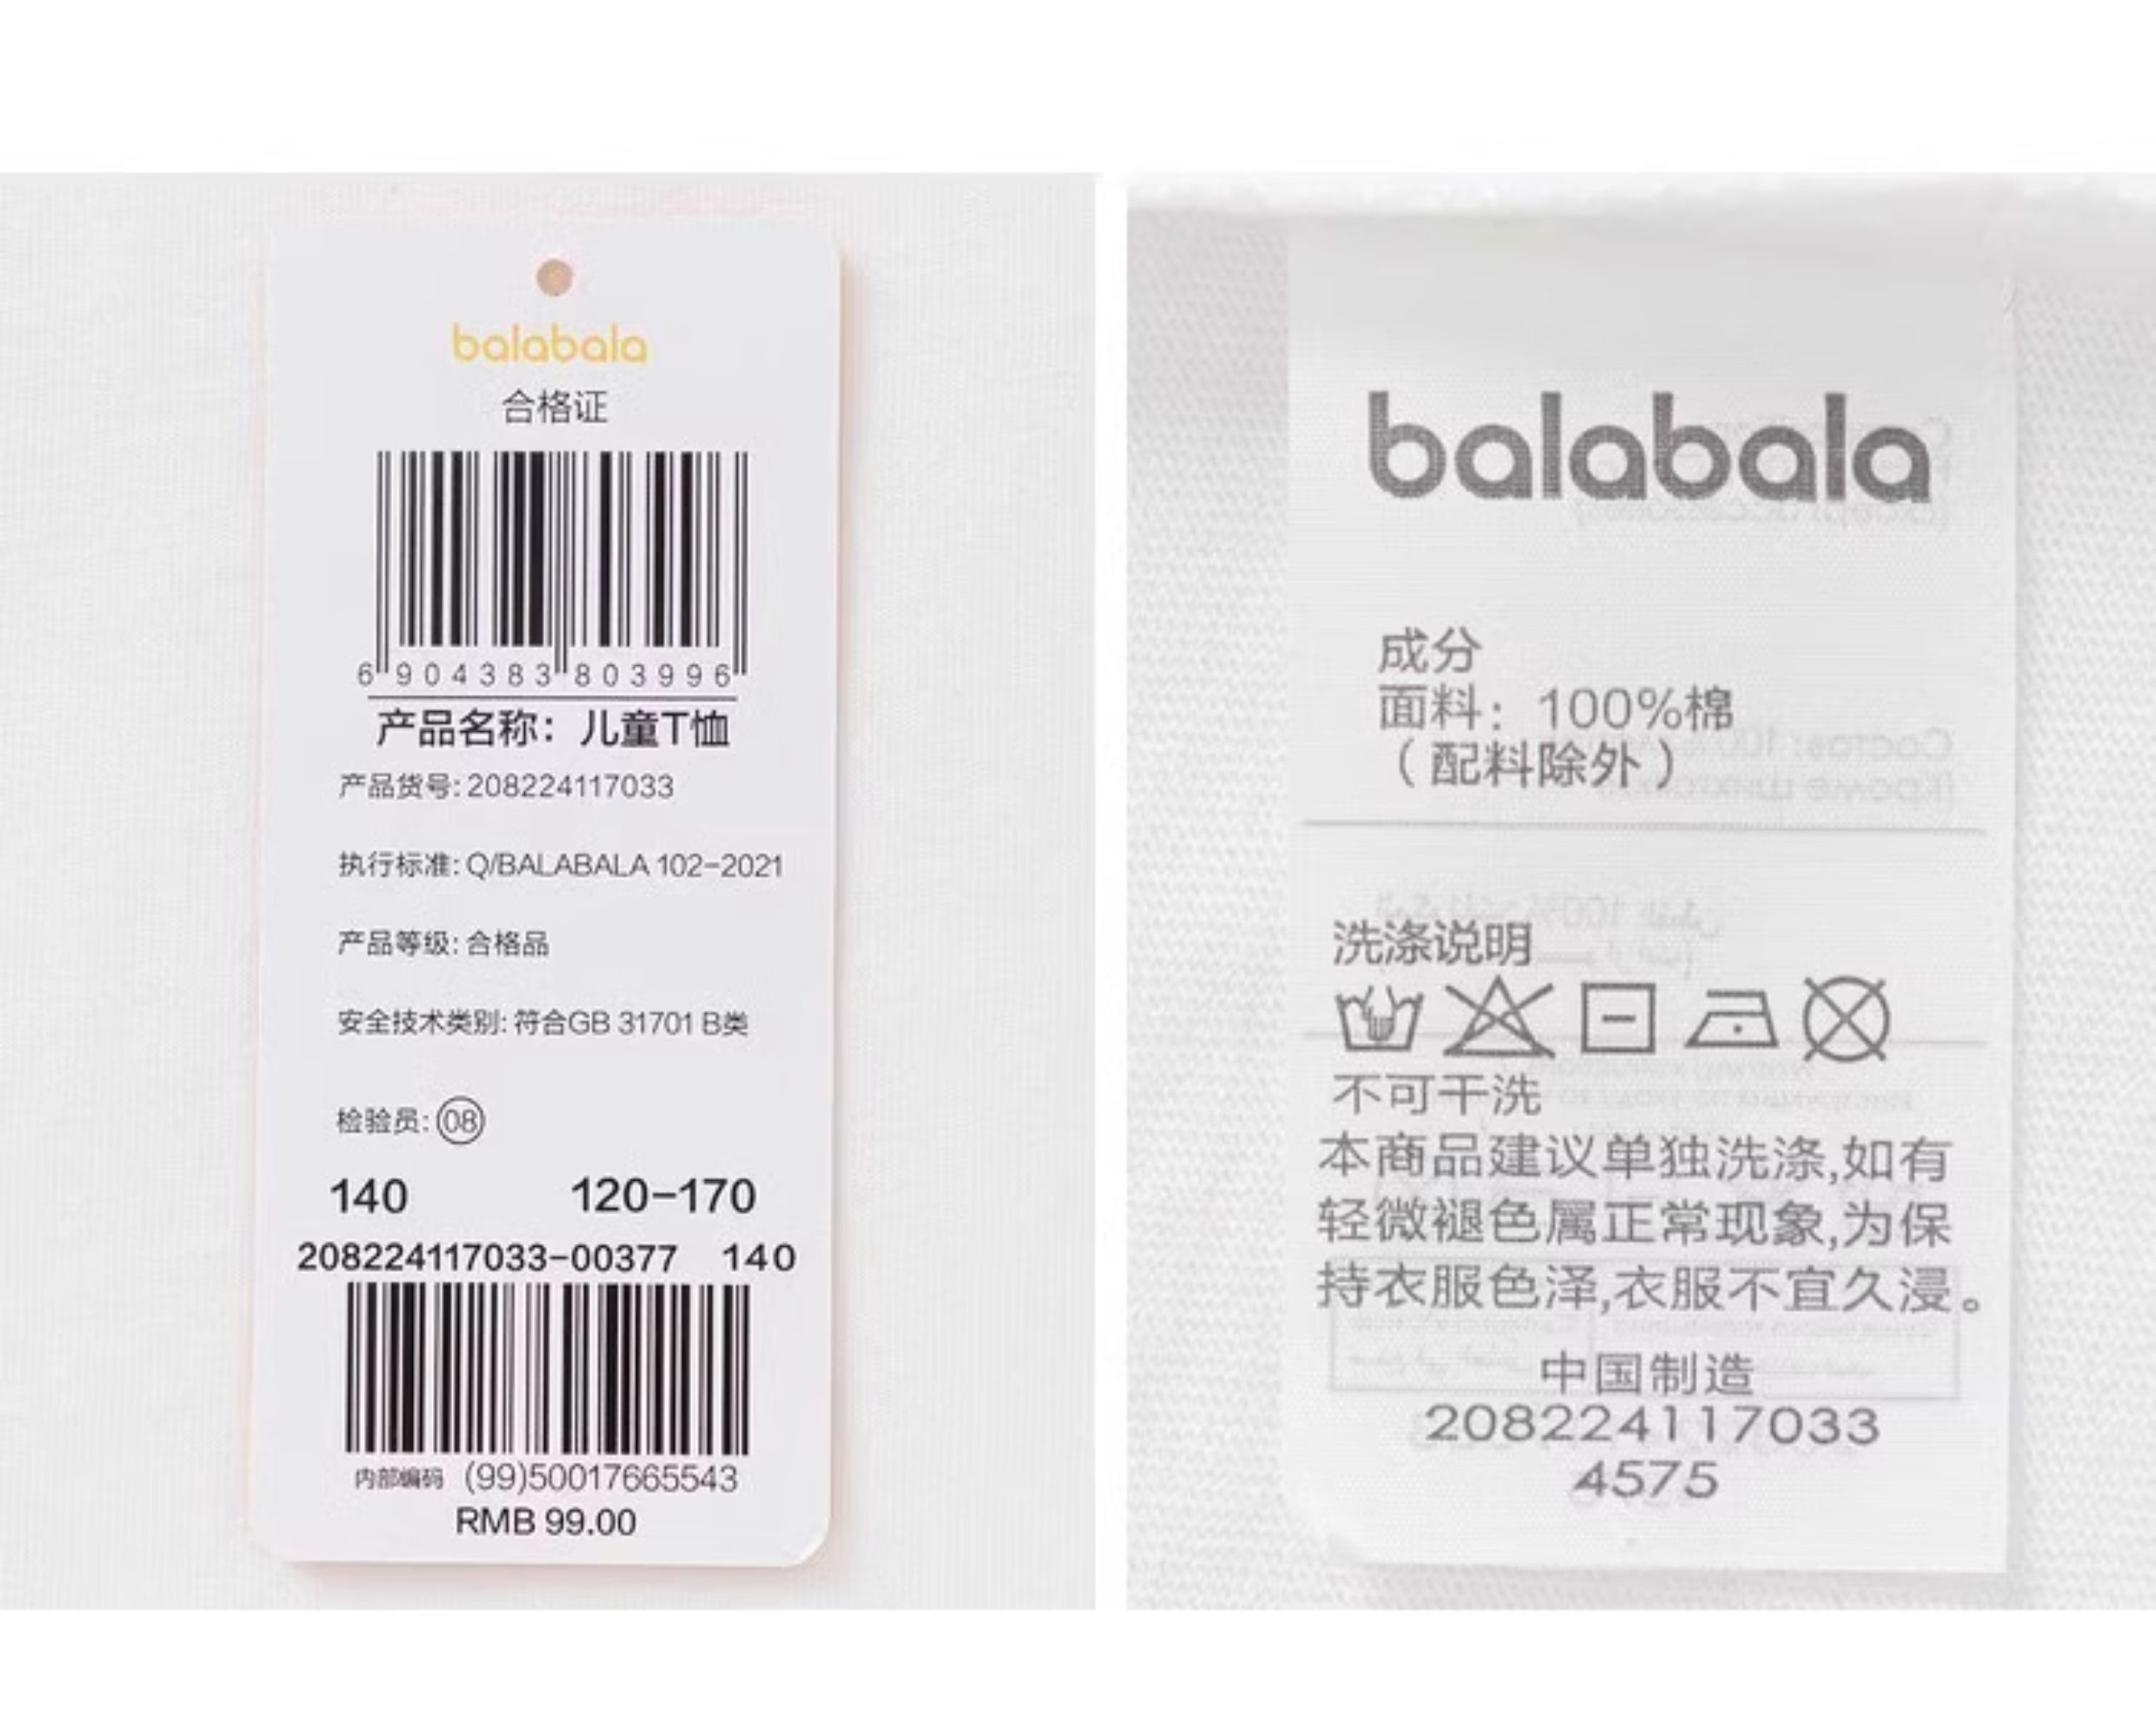 balabala
合格证
6 904383 803996
产品名称：儿童T恤
产品货号: 208224117033
执行标准: Q/BALABALA 102-2021
产品等级: 合格品
安全技术类别: 符合GB 31701 B类
检验员: 08
140 120-170
208224117033-00377 140
内部编码 (99)50017665543
RMB 99.00
balabala
成分
面料：100%棉
（配料除外）
洗涤说明
不可干洗
本商品建议单独洗涤,如有
轻微褪色属正常现象,为保
持衣服色泽,衣服不宜久浸。
中国制造
208224117033
4575